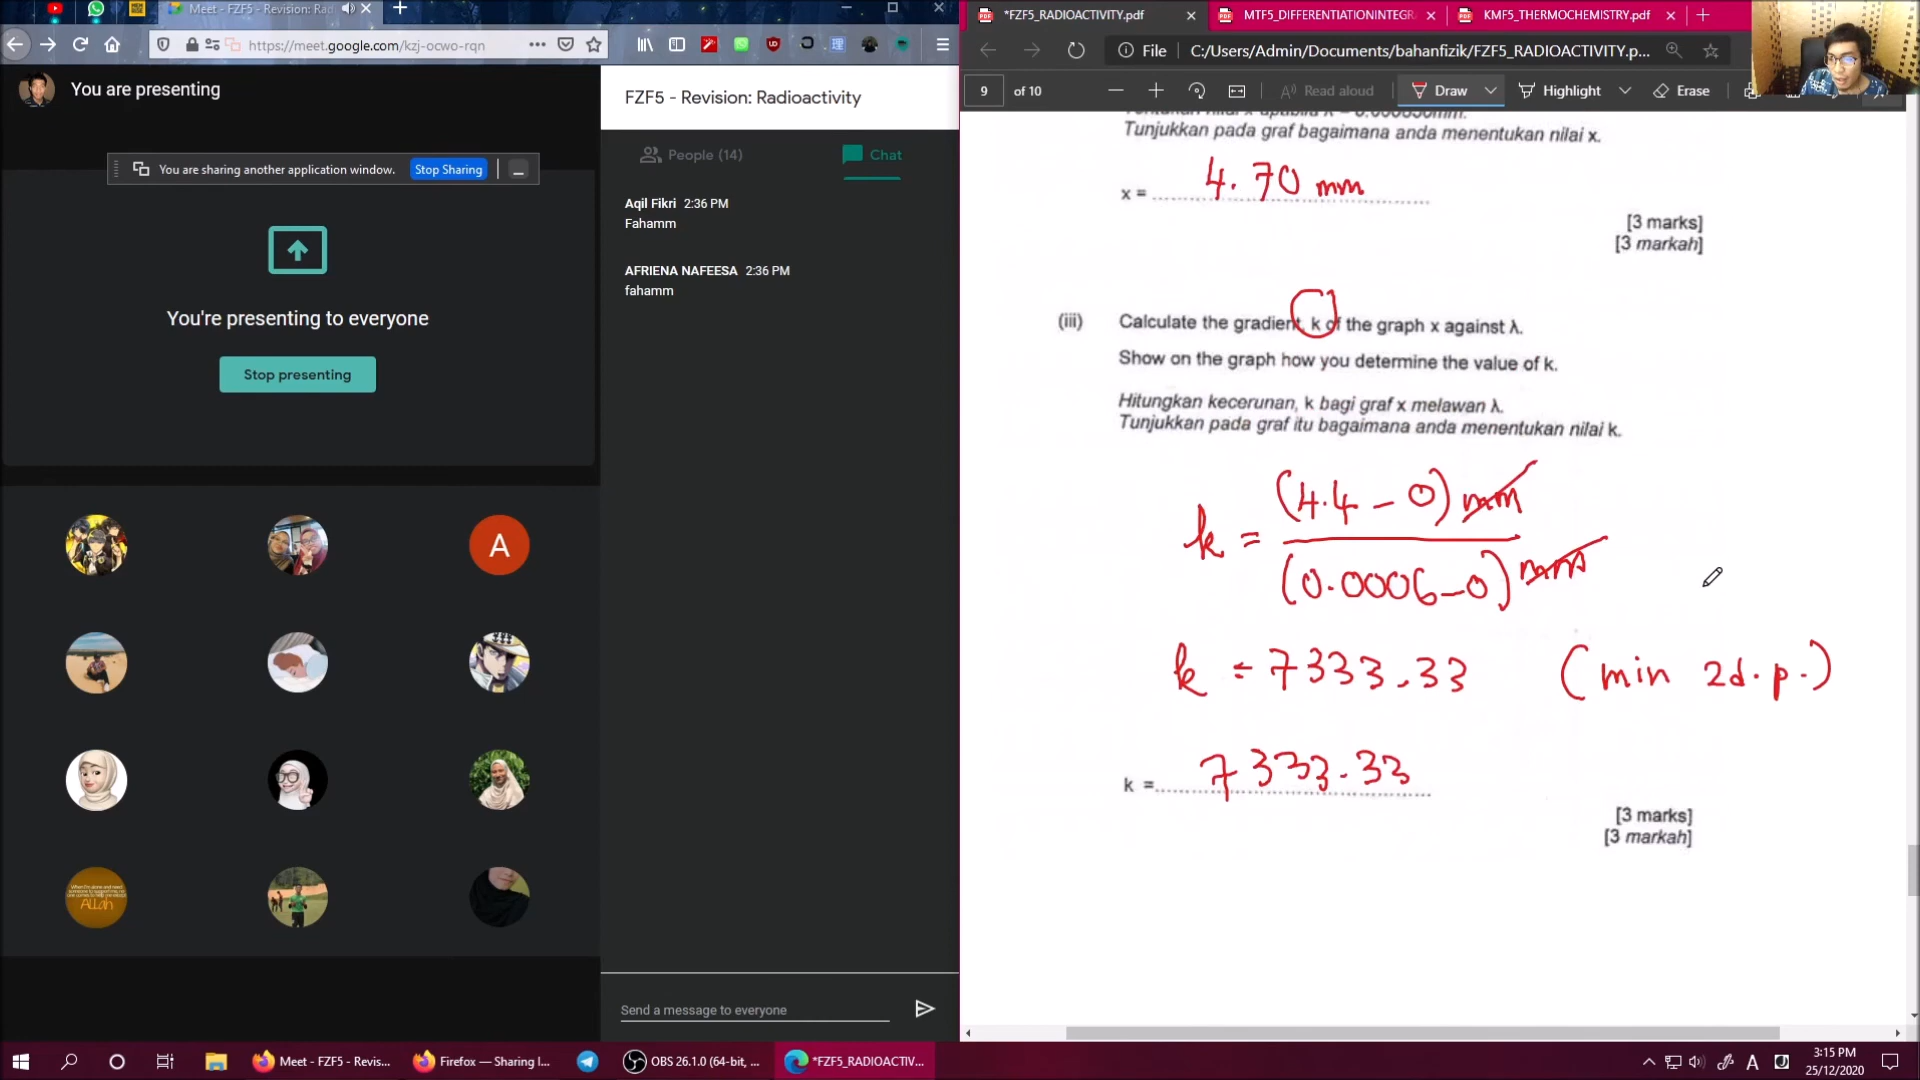 Meet - FZF5 - Revision: Rad
https://meet.google.com/kzj-ocwo-rqn
You are presenting
You are sharing another application window. Stop Sharing
You're presenting to everyone
Stop presenting
A
ALLAH
FZF5 - Revision: Radioactivity
People (14) Chat
Aqil Fikri 2:36 PM
Fahamm
AFRIENA NAFEESA 2:36 PM
fahamm
Send a message to everyone
*FZF5_RADIOACTIVITY.pdf MTF5_DIFFERENTIATIONINTEGR KMF5_THERMOCHEMISTRY.pdf
File C:/Users/Admin/Documents/bahanfizik/FZF5_RADIOACTIVITY.p...
9 of 10 Read aloud Draw Highlight Erase
Tunjukkan pada graf bagaimana anda menentukan nilai x.
x = 4.70 mm
[3 marks]
[3 markah]
(iii) Calculate the gradient, k of the graph x against λ.
Show on the graph how you determine the value of k.
Hitungkan kecerunan, k bagi graf x melawan λ.
Tunjukkan pada graf itu bagaimana anda menentukan nilai k.
k = (4.4 - 0) mm
(0.0006 - 0) mm
k = 7333.33 (min 2d.p.)
k = 7333.33
[3 marks]
[3 markah]
Meet - FZF5 - Revis... Firefox — Sharing I... OBS 26.1.0 (64-bit, ... *FZF5_RADIOACTIV... A 3:15 PM
25/12/2020